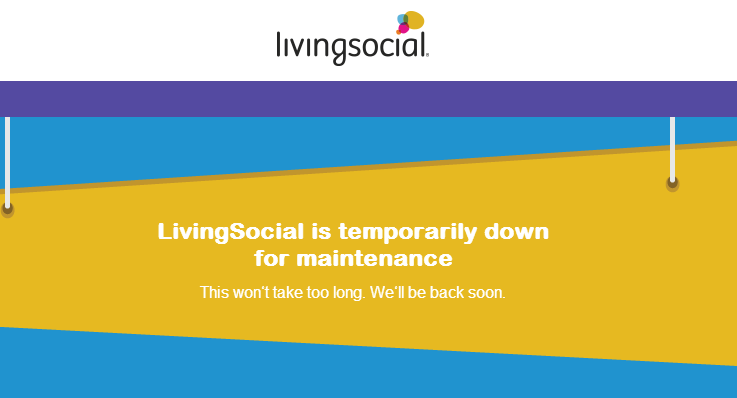 livingsocial®
LivingSocial is temporarily down
for maintenance
This won't take too long. We'll be back soon.